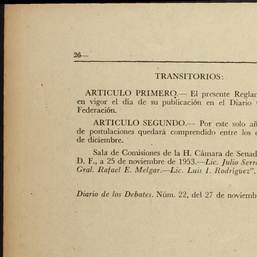 26—
TRANSITORIOS:
ARTICULO PRIMERO.— El presente Reglam
en vigor el día de su publicación en el Diario
Federación.
ARTICULO SEGUNDO.— Por este solo añ
de postulaciones quedará comprendido entre los
de diciembre.
Sala de Comisiones de la H. Cámara de Senad
D. F., a 25 de noviembre de 1953.—Lic. Julio Serr
Gral. Rafael E. Melgar.—Lic. Luis I. Rodríguez".
Diario de los Debates. Núm. 22, del 27 de noviemb